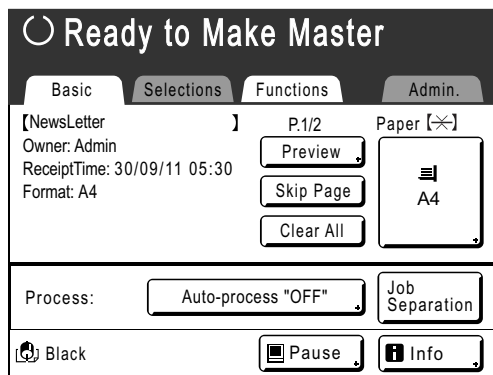 Ready to Make Master
Basic Selections Functions Admin.
【NewsLetter 】 P.1/2 Paper【⚹】
Owner: Admin Preview
ReceiptTime: 30/09/11 05:30
Format: A4 Skip Page A4
Clear All
Process: Auto-process "OFF" Job Separation
Black Pause Info